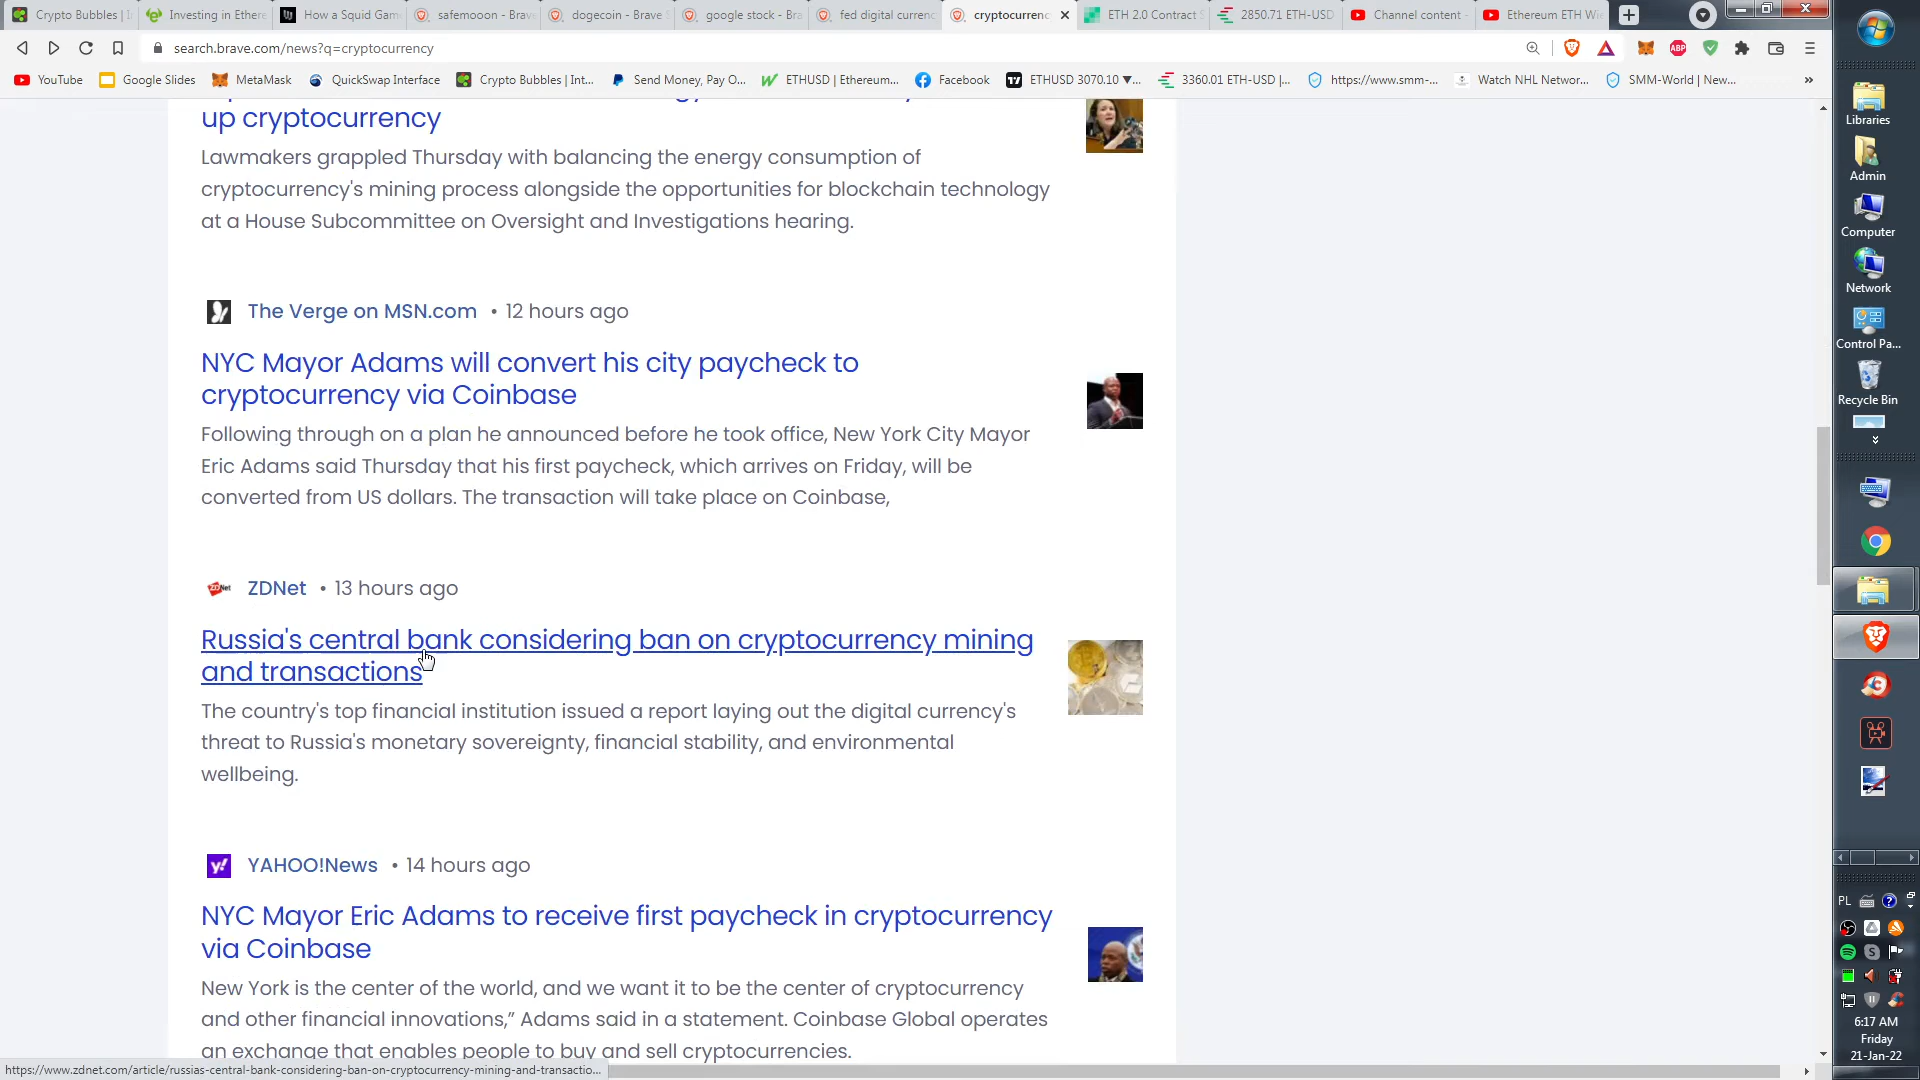 Crypto Bubbles | I
Investing in Ethere
How a Squid Gam
safemooon - Brav
dogecoin - Brave
google stock - Bra
fed digital currenc
cryptocurrenc
ETH 2.0 Contract
2850.71 ETH-USD
Channel content -
Ethereum ETH Wi
search.brave.com/news?q=cryptocurrency
ABP
YouTube
Google Slides
MetaMask
QuickSwap Interface
Crypto Bubbles | Int...
Send Money, Pay O...
ETHUSD | Ethereum...
Facebook
ETHUSD 3070.10 ▼...
3360.01 ETH-USD |...
https://www.smm-...
Watch NHL Networ...
SMM-World | New...
»
up cryptocurrency
Lawmakers grappled Thursday with balancing the energy consumption of
cryptocurrency's mining process alongside the opportunities for blockchain technology
at a House Subcommittee on Oversight and Investigations hearing.
The Verge on MSN.com • 12 hours ago
NYC Mayor Adams will convert his city paycheck to
cryptocurrency via Coinbase
Following through on a plan he announced before he took office, New York City Mayor
Eric Adams said Thursday that his first paycheck, which arrives on Friday, will be
converted from US dollars. The transaction will take place on Coinbase,
ZDNet • 13 hours ago
Russia's central bank considering ban on cryptocurrency mining
and transactions
The country's top financial institution issued a report laying out the digital currency's
threat to Russia's monetary sovereignty, financial stability, and environmental
wellbeing.
YAHOO!News • 14 hours ago
NYC Mayor Eric Adams to receive first paycheck in cryptocurrency
via Coinbase
New York is the center of the world, and we want it to be the center of cryptocurrency
and other financial innovations,” Adams said in a statement. Coinbase Global operates
an exchange that enables people to buy and sell cryptocurrencies.
https://www.zdnet.com/article/russias-central-bank-considering-ban-on-cryptocurrency-mining-and-transactio...
Libraries
Admin
Computer
Network
Control Pa...
Recycle Bin
PL
6:17 AM
Friday
21-Jan-22